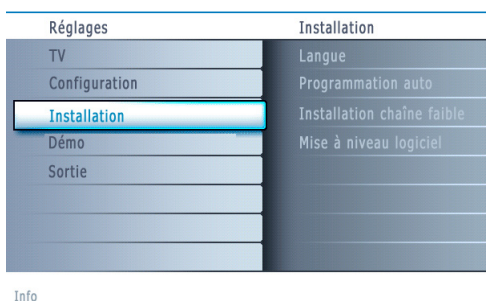 Réglages
Installation
TV
Langue
Configuration
Programmation auto
Installation
Installation chaîne faible
Démo
Mise à niveau logiciel
Sortie
Info